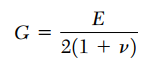 G = E / 2(1 + ν)